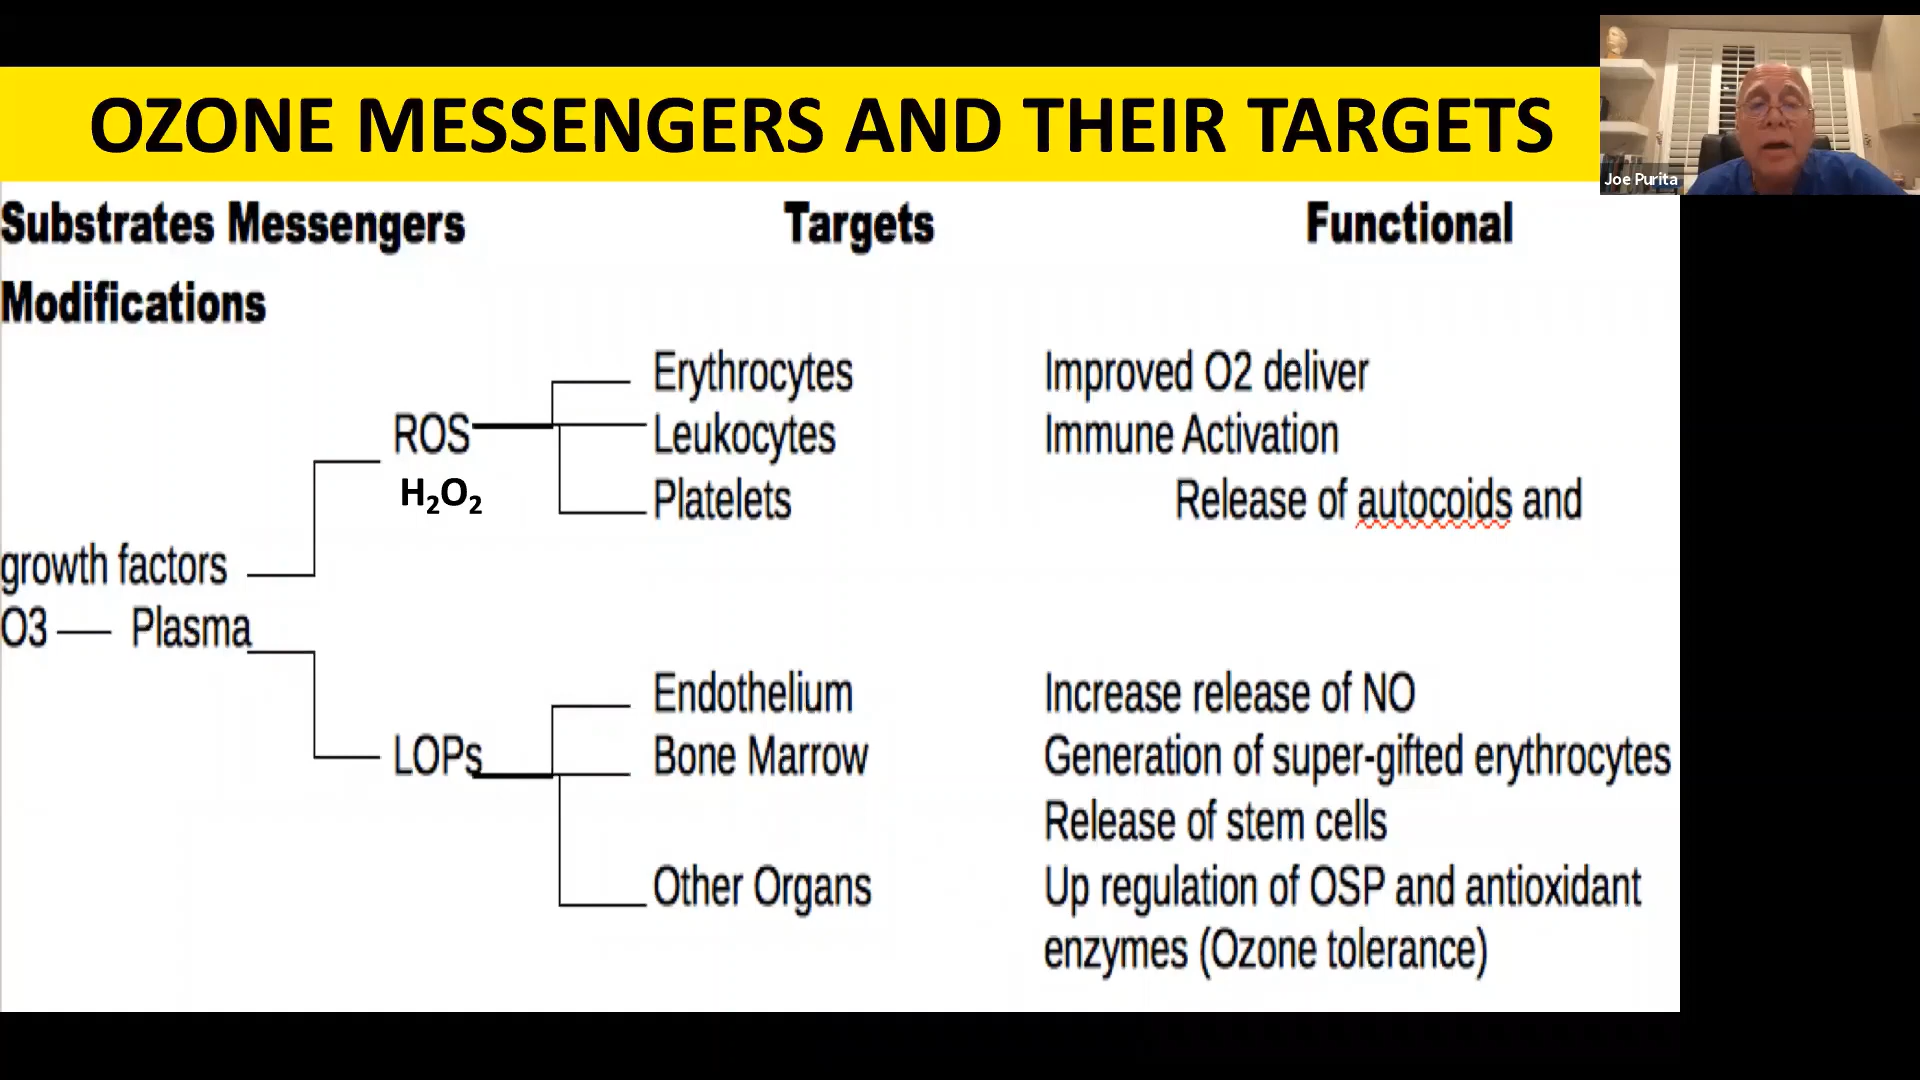 OZONE MESSENGERS AND THEIR TARGETS
Joe Purita
Substrates Messengers Targets Functional
Modifications
Erythrocytes Improved O2 deliver
ROS Leukocytes Immune Activation
H₂O₂ Platelets Release of autocoids and
growth factors
O3 Plasma
Endothelium Increase release of NO
LOPs Bone Marrow Generation of super-gifted erythrocytes
Release of stem cells
Other Organs Up regulation of OSP and antioxidant
enzymes (Ozone tolerance)